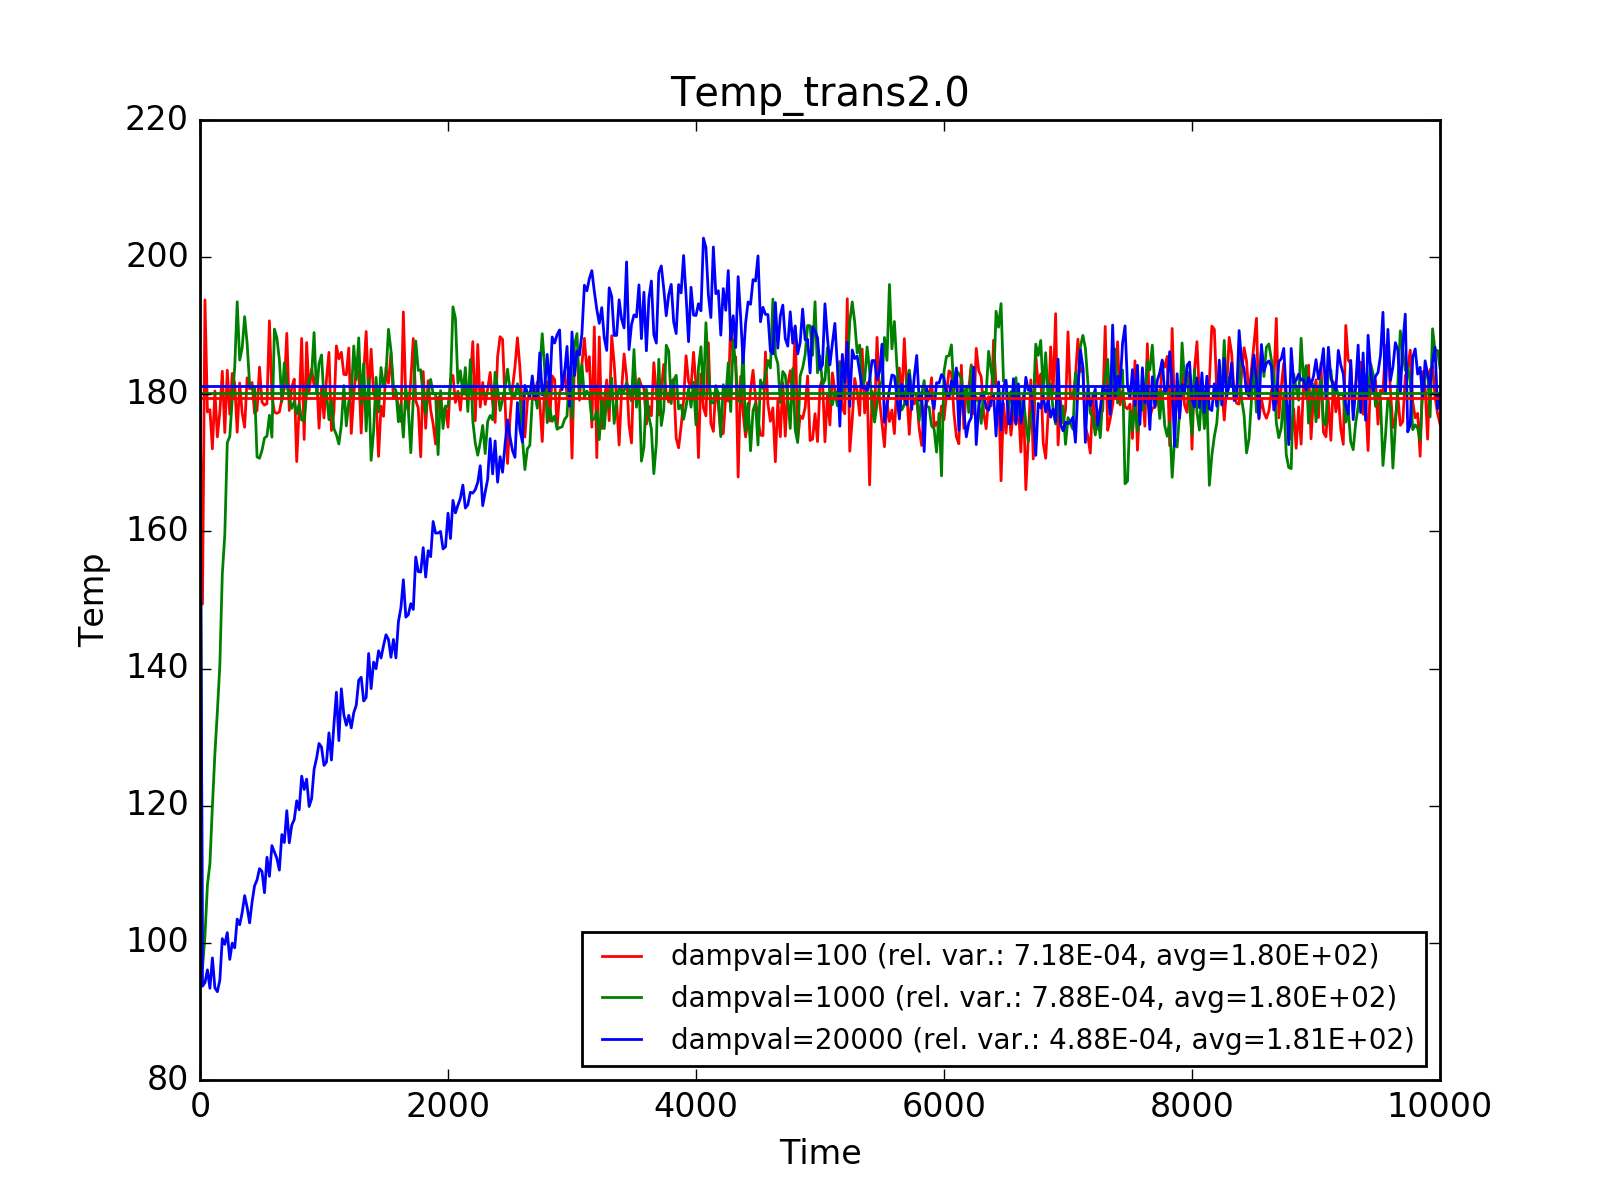 Temp_trans2.0
220
200
180
160
140
120
100
80
Temp
dampval=100 (rel. var.: 7.18E-04, avg=1.80E+02)
dampval=1000 (rel. var.: 7.88E-04, avg=1.80E+02)
dampval=20000 (rel. var.: 4.88E-04, avg=1.81E+02)
0 2000 4000 6000 8000 10000
Time